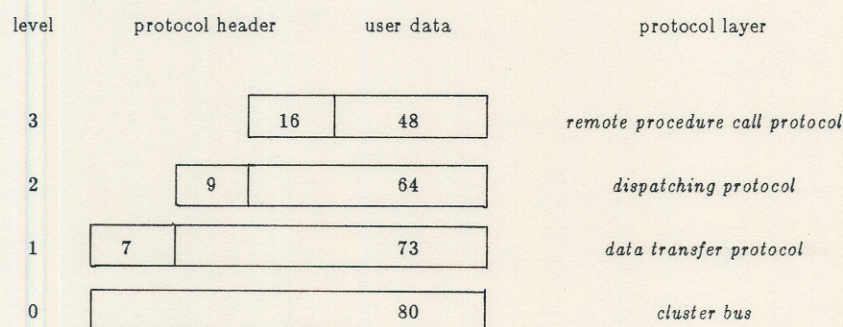 level protocol header user data protocol layer
3 16 48 remote procedure call protocol
2 9 64 dispatching protocol
1 7 73 data transfer protocol
0 80 cluster bus